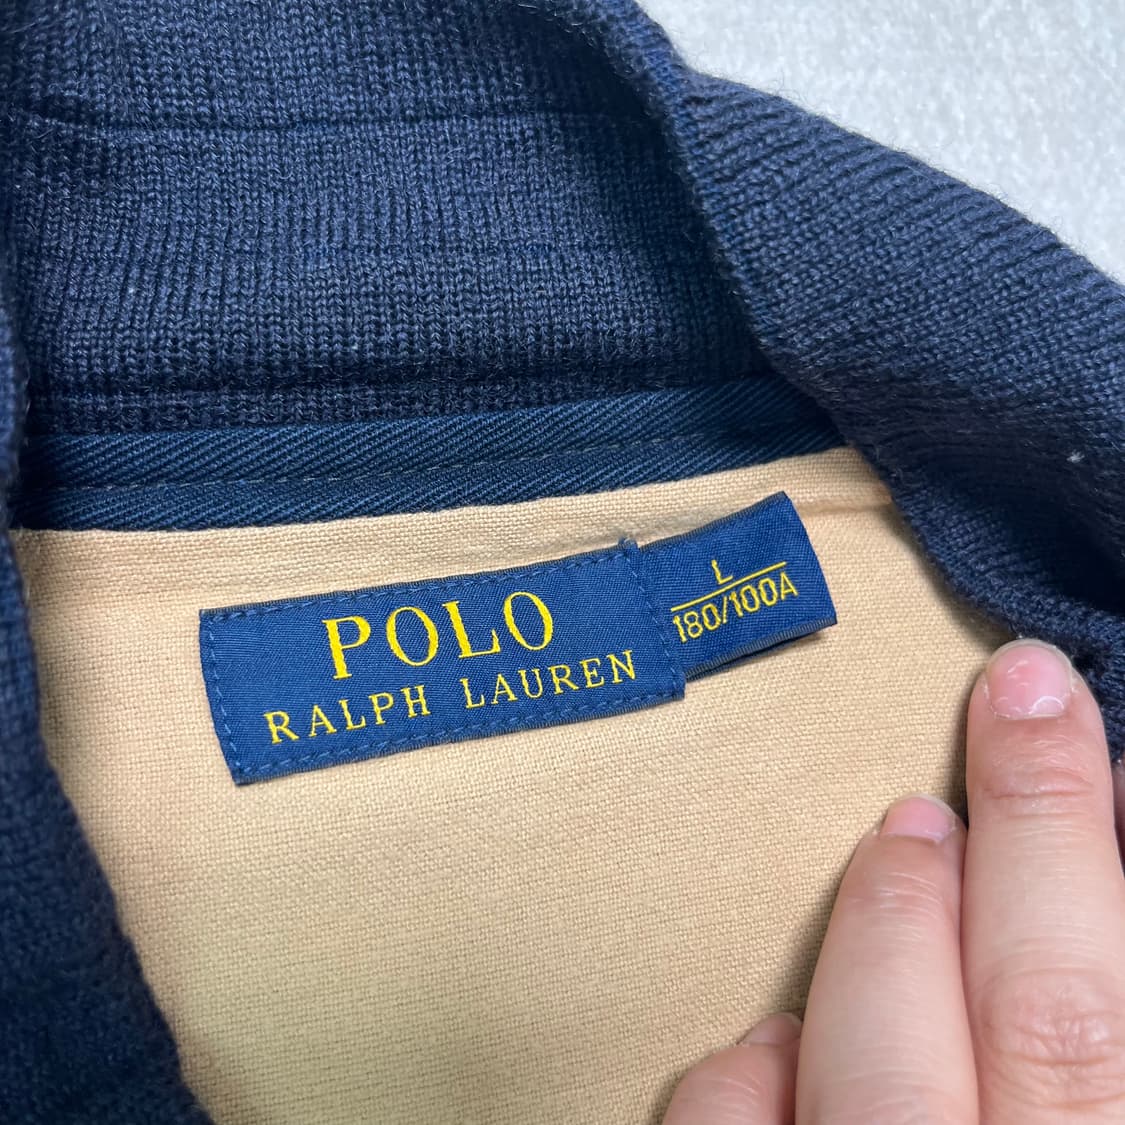 POLO
RALPH LAUREN
L
180/100A